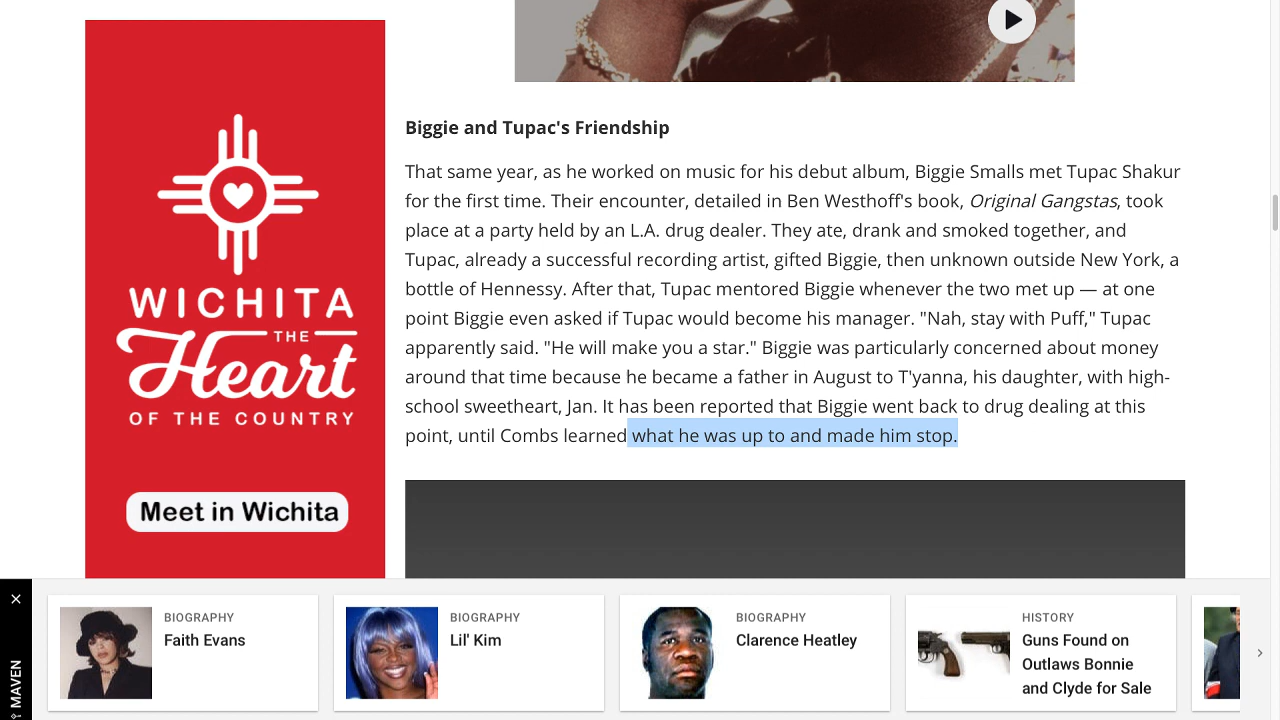 WICHITA
THE
Heart
OF THE COUNTRY
Meet in Wichita
Biggie and Tupac's Friendship
That same year, as he worked on music for his debut album, Biggie Smalls met Tupac Shakur
for the first time. Their encounter, detailed in Ben Westhoff's book, Original Gangstas, took
place at a party held by an L.A. drug dealer. They ate, drank and smoked together, and
Tupac, already a successful recording artist, gifted Biggie, then unknown outside New York, a
bottle of Hennessy. After that, Tupac mentored Biggie whenever the two met up — at one
point Biggie even asked if Tupac would become his manager. "Nah, stay with Puff," Tupac
apparently said. "He will make you a star." Biggie was particularly concerned about money
around that time because he became a father in August to T'yanna, his daughter, with high-
school sweetheart, Jan. It has been reported that Biggie went back to drug dealing at this
point, until Combs learned what he was up to and made him stop.
MAVEN
BIOGRAPHY
Faith Evans
BIOGRAPHY
Lil' Kim
BIOGRAPHY
Clarence Heatley
HISTORY
Guns Found on
Outlaws Bonnie
and Clyde for Sale